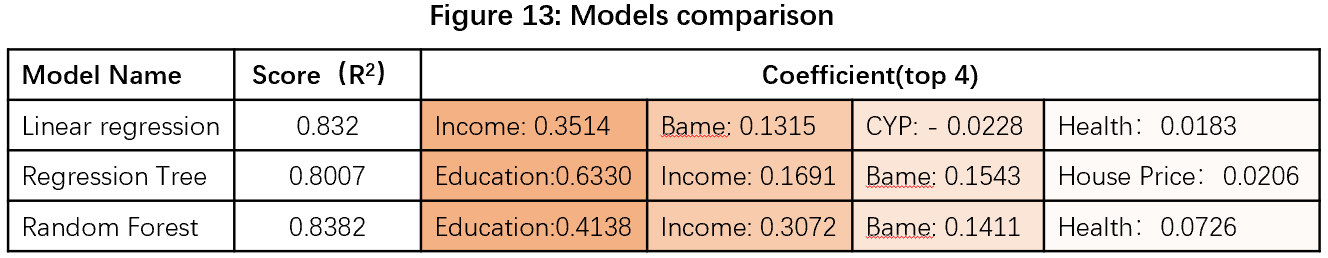 Figure 13: Models comparison
Model Name Score（R²） Coefficient(top 4)
Linear regression 0.832 Income: 0.3514 Bame: 0.1315 CYP: - 0.0228 Health：0.0183
Regression Tree 0.8007 Education:0.6330 Income: 0.1691 Bame: 0.1543 House Price：0.0206
Random Forest 0.8382 Education:0.4138 Income: 0.3072 Bame: 0.1411 Health：0.0726